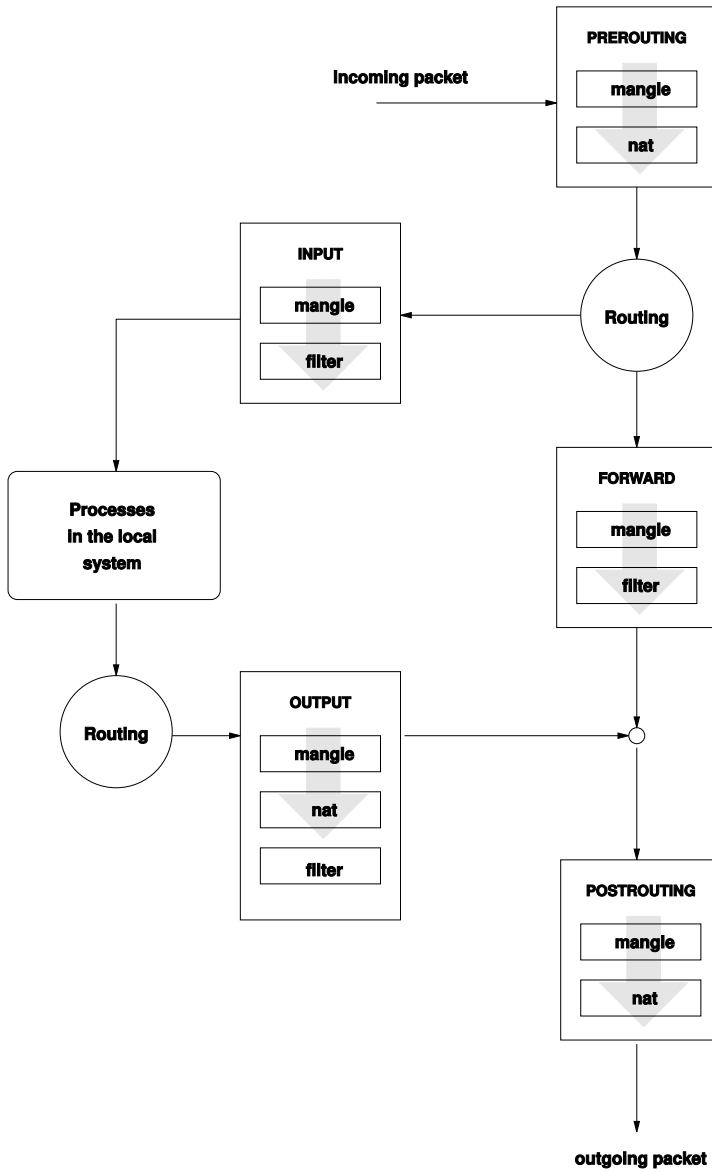 PREROUTING
incoming packet
mangle
nat
INPUT
mangle
filter
Routing
Processes
in the local
system
FORWARD
mangle
filter
Routing
OUTPUT
mangle
nat
filter
POSTROUTING
mangle
nat
outgoing packet